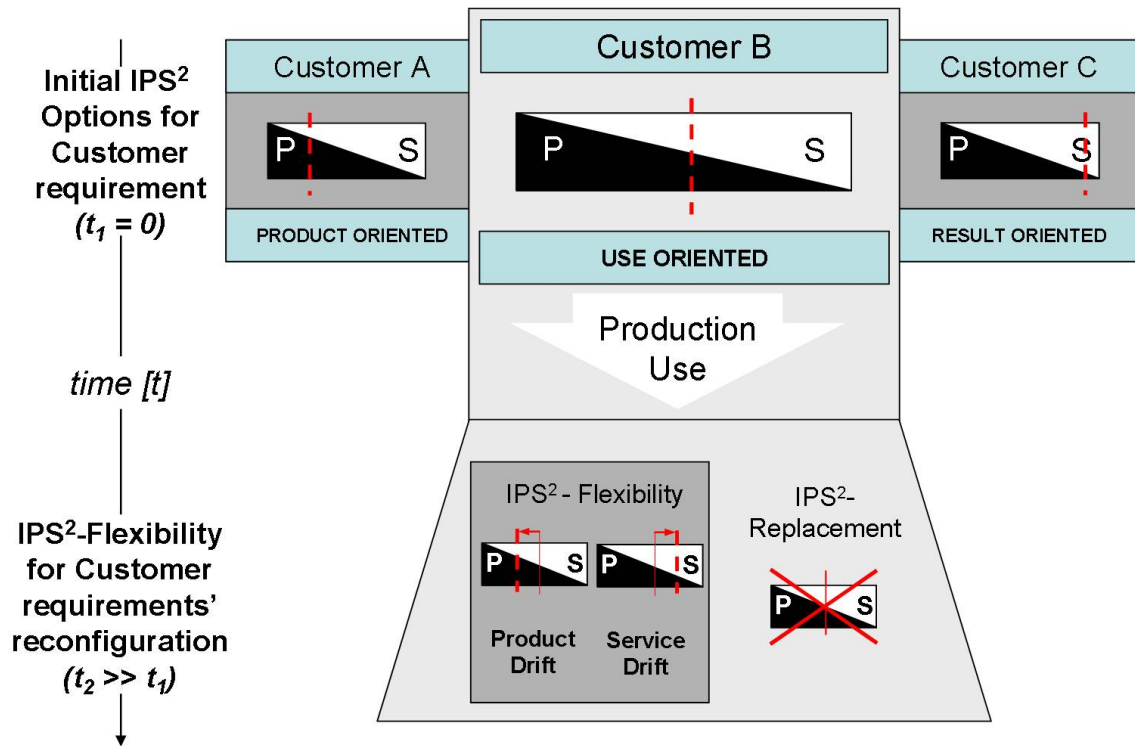 Initial IPS²
Options for
Customer
requirement
(t₁ = 0)
time [t]
IPS²-Flexibility
for Customer
requirements'
reconfiguration
(t₂ >> t₁)
Customer A
P S
PRODUCT ORIENTED
Customer B
P S
USE ORIENTED
Customer C
P S
RESULT ORIENTED
Production
Use
IPS² - Flexibility
P S
Product
Drift
P S
Service
Drift
IPS²-
Replacement
P S